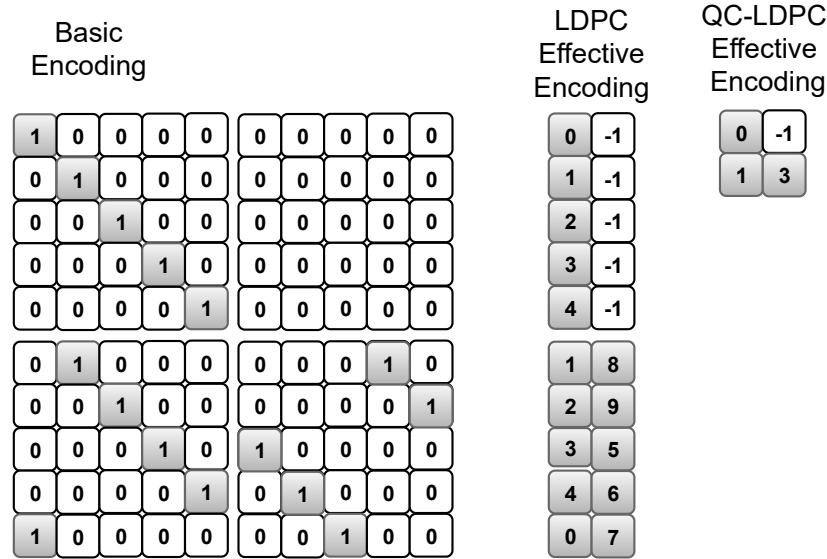 Basic
Encoding
LDPC
Effective
Encoding
QC-LDPC
Effective
Encoding
1 0 0 0 0 0 0 0 0 0 0 -1 0 -1
0 1 0 0 0 0 0 0 0 0 1 -1 1 3
0 0 1 0 0 0 0 0 0 0 2 -1
0 0 0 1 0 0 0 0 0 0 3 -1
0 0 0 0 1 0 0 0 0 0 4 -1
0 1 0 0 0 0 0 0 1 0 1 8
0 0 1 0 0 0 0 0 0 1 2 9
0 0 0 1 0 1 0 0 0 0 3 5
0 0 0 0 1 0 1 0 0 0 4 6
1 0 0 0 0 0 0 1 0 0 0 7